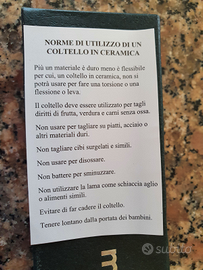 NORME DI UTILIZZO DI UN
COLTELLO IN CERAMICA
Più un materiale è duro meno è flessibile
per cui, un coltello in ceramica, non si
potrà usare per fare una torsione o una
flessione o leva.
Il coltello deve essere utilizzato per tagli
diritti di frutta, verdura e carni senza ossa.
Non usare per tagliare su piatti, acciaio o
altri materiali duri.
Non tagliare cibi surgelati e simili.
Non usare per disossare.
Non battere per sminuzzare.
Non utilizzare la lama come schiaccia aglio
o alimenti simili.
Evitare di far cadere il coltello.
Tenere lontano dalla portata dei bambini.
subito